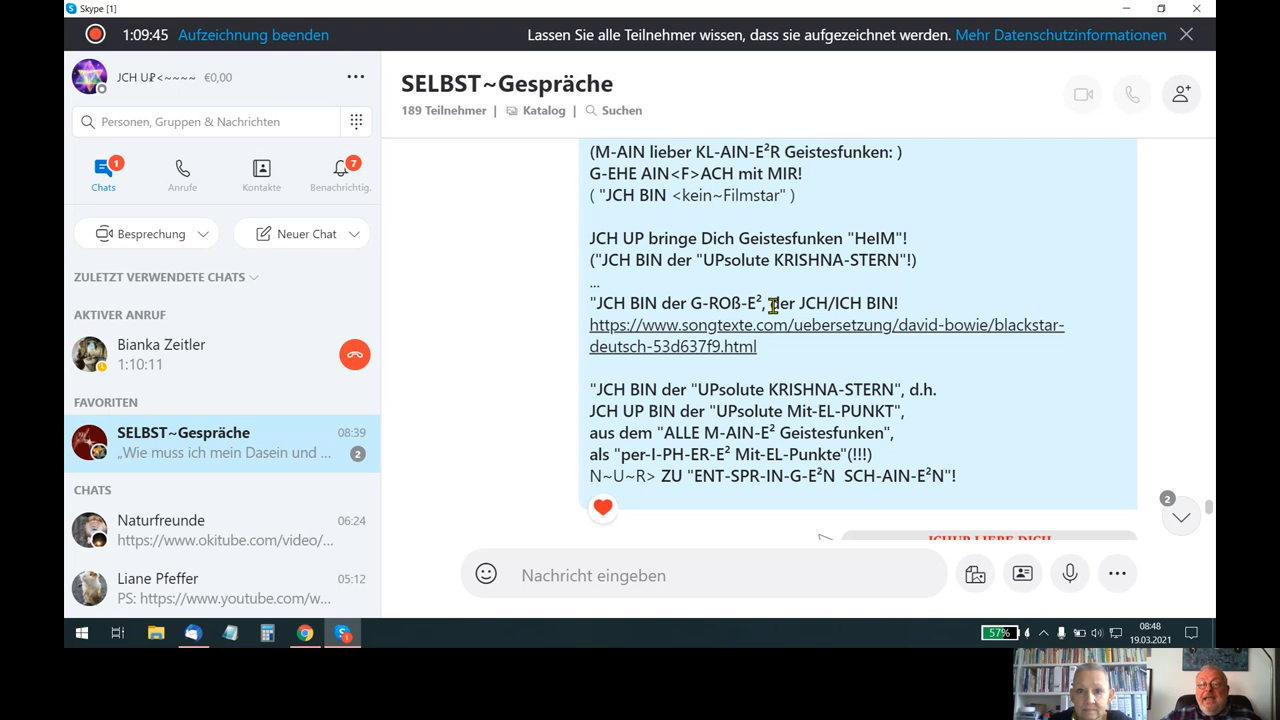 Skype [1]
1:09:45 Aufzeichnung beenden
Lassen Sie alle Teilnehmer wissen, dass sie aufgezeichnet werden. Mehr Datenschutzinformationen
JCH U₽<~~~~ €0,00
Personen, Gruppen & Nachrichten
1
7
Chats
Anrufe
Kontakte
Benachrichtig.
Besprechung
Neuer Chat
ZULETZT VERWENDETE CHATS
AKTIVER ANRUF
Bianka Zeitler
1:10:11
FAVORITEN
SELBST~Gespräche 08:39
„Wie muss ich mein Dasein und ... 2
CHATS
Naturfreunde 06:24
https://www.okitube.com/video/...
Liane Pfeffer 05:12
PS: https://www.youtube.com/w...
SELBST~Gespräche
189 Teilnehmer | Katalog | Suchen
(M-AIN lieber KL-AIN-E²R Geistesfunken: )
G-EHE AIN<F>ACH mit MIR!
( "JCH BIN <kein~Filmstar" )
JCH UP bringe Dich Geistesfunken "HeIM"!
("JCH BIN der "UPsolute KRISHNA-STERN"!)
...
"JCH BIN der G-ROß-E², der JCH/ICH BIN!
https://www.songtexte.com/uebersetzung/david-bowie/blackstar-
deutsch-53d637f9.html
"JCH BIN der "UPsolute KRISHNA-STERN", d.h.
JCH UP BIN der "UPsolute Mit-EL-PUNKT",
aus dem "ALLE M-AIN-E² Geistesfunken",
als "per-I-PH-ER-E² Mit-EL-Punkte"(!!!)
N~U~R> ZU "ENT-SPR-IN-G-E²N SCH-AIN-E²N"!
2
JCHUP LIEBE DICH
Nachricht eingeben
57%
08:48
19.03.2021